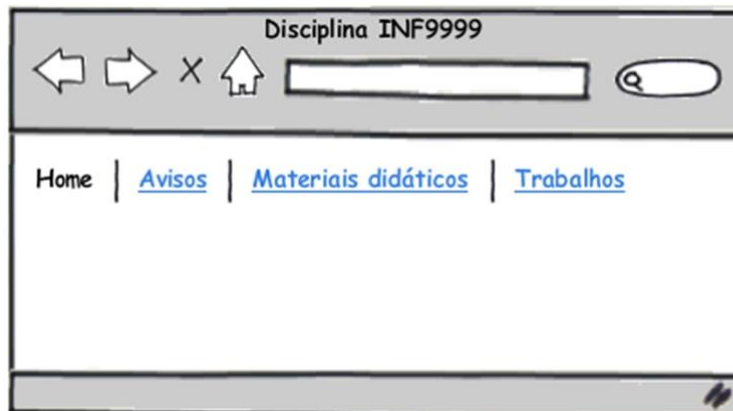 Disciplina INF9999
Home | Avisos | Materiais didáticos | Trabalhos